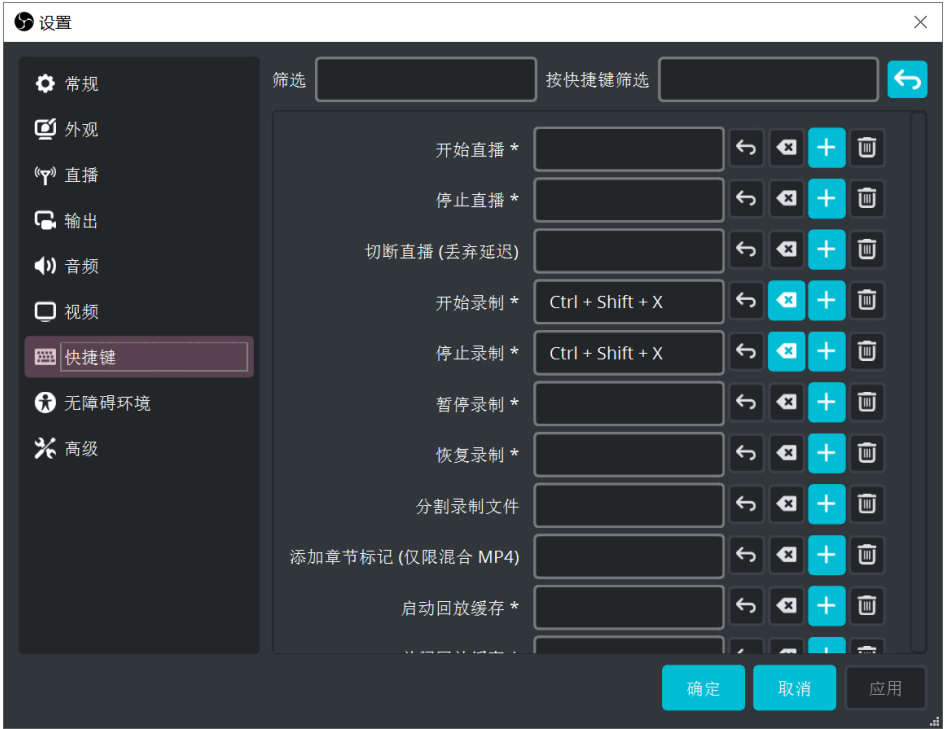 设置
常规
外观
直播
输出
音频
视频
快捷键
无障碍环境
高级
筛选
按快捷键筛选
开始直播 *
停止直播 *
切断直播 (丢弃延迟)
开始录制 * Ctrl + Shift + X
停止录制 * Ctrl + Shift + X
暂停录制 *
恢复录制 *
分割录制文件
添加章节标记 (仅限混合 MP4)
启动回放缓存 *
确定
取消
应用